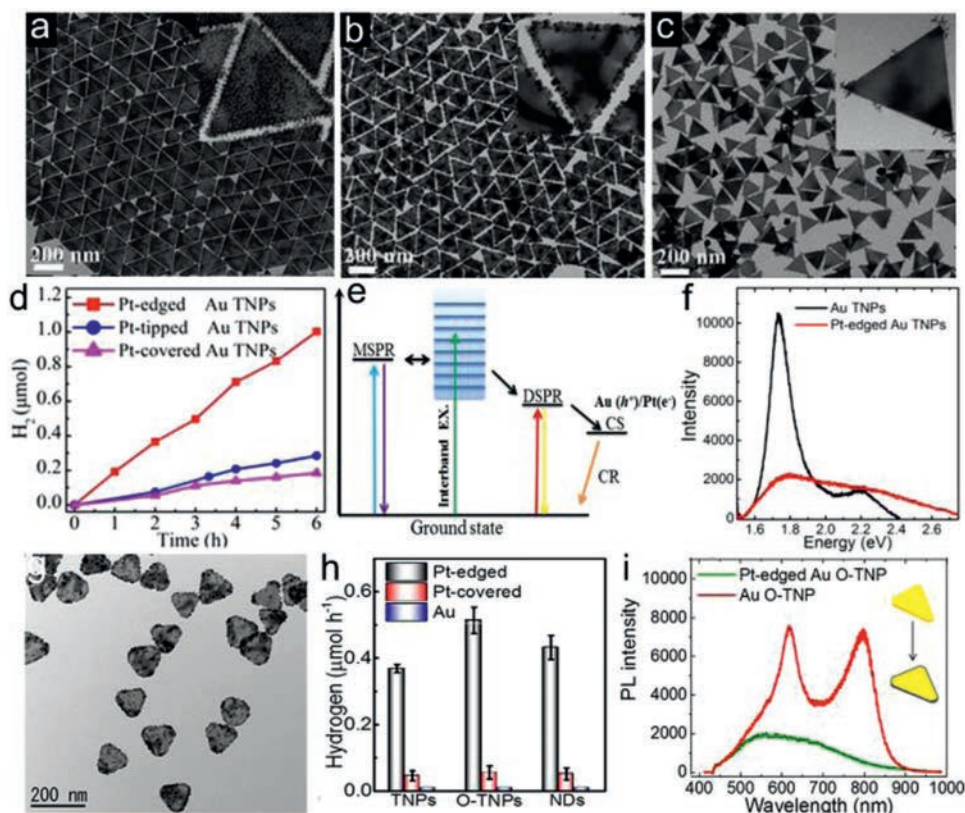 a
b
c
200 nm
200 nm
200 nm
d
1.2
1.0
0.8
0.6
0.4
0.2
0.0
H2 (μmol)
Pt-edged Au TNPs
Pt-tipped Au TNPs
Pt-covered Au TNPs
0 1 2 3 4 5 6
Time (h)
e
MSPR
Interband EX.
DSPR
Au (h+)/Pt(e-)
CS
CR
Ground state
f
10000
8000
6000
4000
2000
0
Intensity
Au TNPs
Pt-edged Au TNPs
1.6 1.8 2.0 2.2 2.4 2.6
Energy (eV)
g
200 nm
h
Pt-edged
Pt-covered
Au
0.6
0.4
0.2
0.0
Hydrogen (μmol h⁻¹)
TNPs O-TNPs NDs
i
10000
8000
6000
4000
2000
0
PL intensity
Pt-edged Au O-TNP
Au O-TNP
400 500 600 700 800 900 1000
Wavelength (nm)